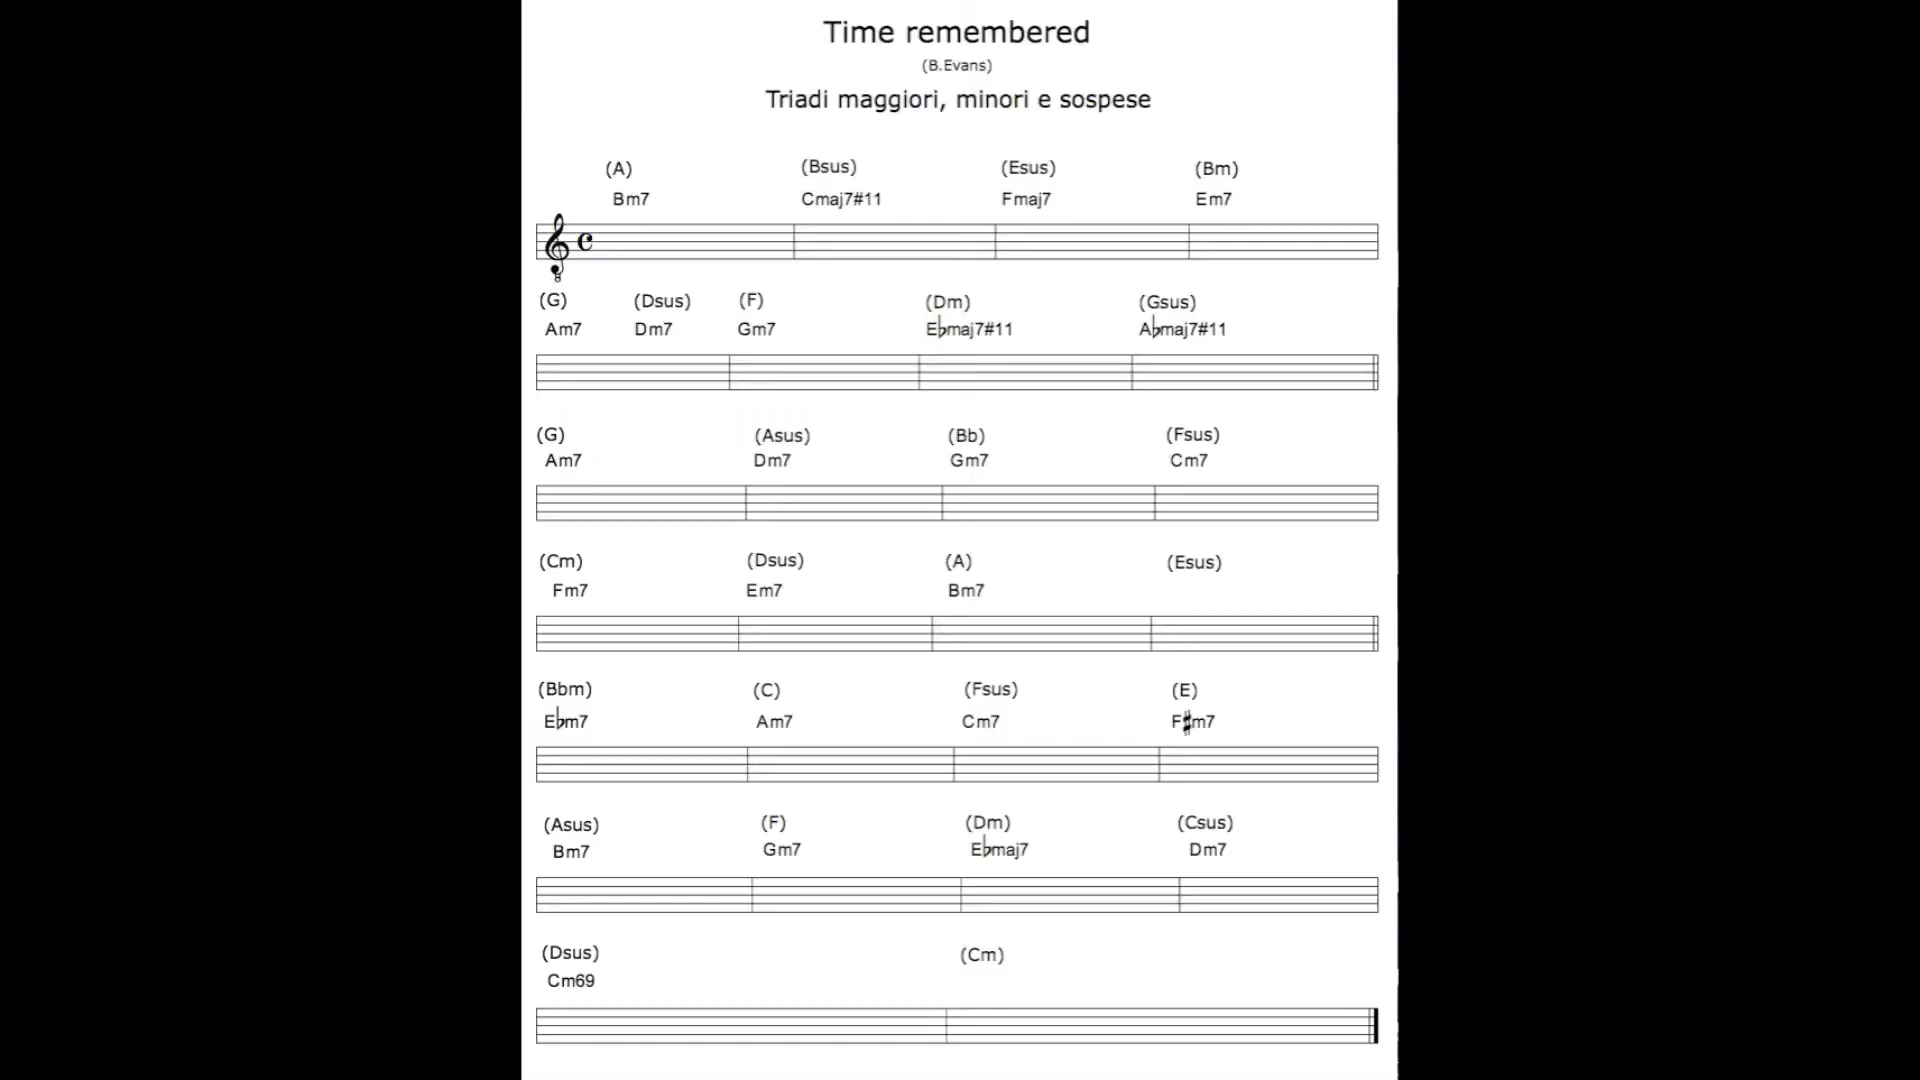 Time remembered
(B.Evans)
Triadi maggiori, minori e sospese
(A) (Bsus) (Esus) (Bm)
Bm7 Cmaj7#11 Fmaj7 Em7
(G) (Dsus) (F) (Dm) (Gsus)
Am7 Dm7 Gm7 E♭maj7#11 A♭maj7#11
(G) (Asus) (Bb) (Fsus)
Am7 Dm7 Gm7 Cm7
(Cm) (Dsus) (A) (Esus)
Fm7 Em7 Bm7
(Bbm) (C) (Fsus) (E)
E♭m7 Am7 Cm7 F♯m7
(Asus) (F) (Dm) (Csus)
Bm7 Gm7 E♭maj7 Dm7
(Dsus) (Cm)
Cm69